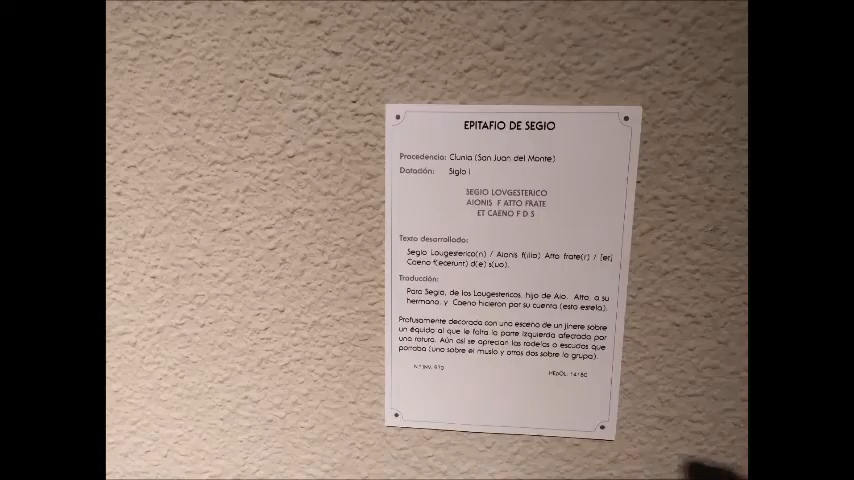 EPITAFIO DE SEGIO
Procedencia: Clunia (San Juan del Monte)
Datación: Siglo I
SEGIO LOVGESTERICO
AIONIS F ATTO FRATE
ET CAENO F D S
Texto desarrollado:
Segio Lougesterico(n) / Aionis f(ilio) Atto frate(r) / [et]
Caeno f(ecerunt) d(e) s(uo).
Traducción:
Para Segio, de los Lougestericos, hijo de Aio. Atto, a su
hermano, y Caeno hicieron por su cuenta (esta estela).
Profusamente decorada con una escena de un jinete sobre
un équido al que le falta la parte izquierda afectada por
una rotura. Aún así se aprecian las rodelas o escudos que
portaba (uno sobre el muslo y otros dos sobre la grupa).
N.º INV.
HEpOL: